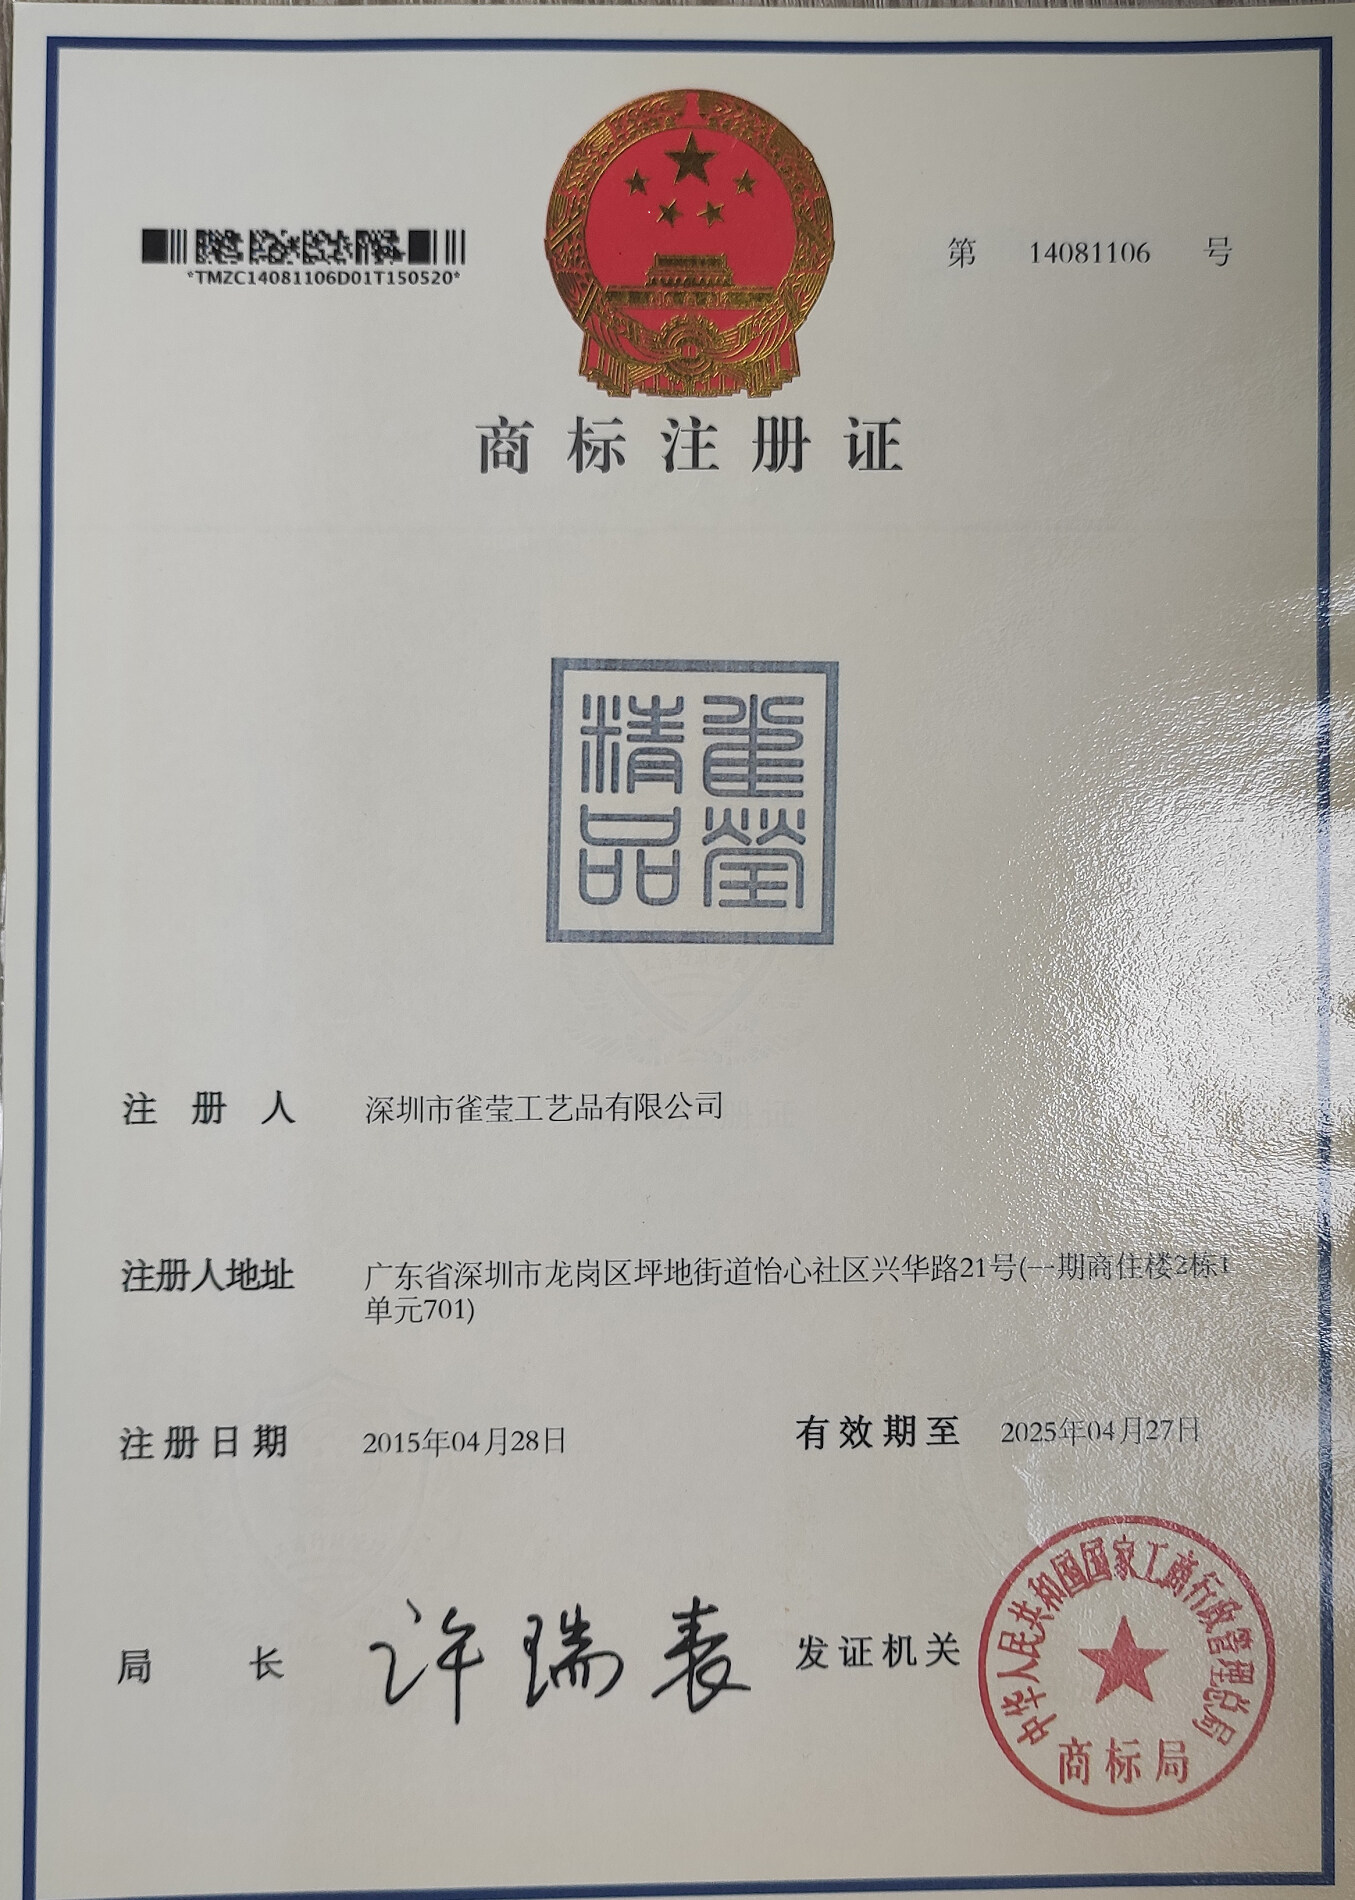 *TMZC14081106D01T150520*
第 14081106 号
商标注册证
雀莹
精品
注册人 深圳市雀莹工艺品有限公司
注册人地址 广东省深圳市龙岗区坪地街道怡心社区兴华路21号(一期商住楼2栋1
单元701)
注册日期 2015年04月28日 有效期至 2025年04月27日
局长 许瑞表 发证机关
中华人民共和国国家工商行政管理总局
商标局